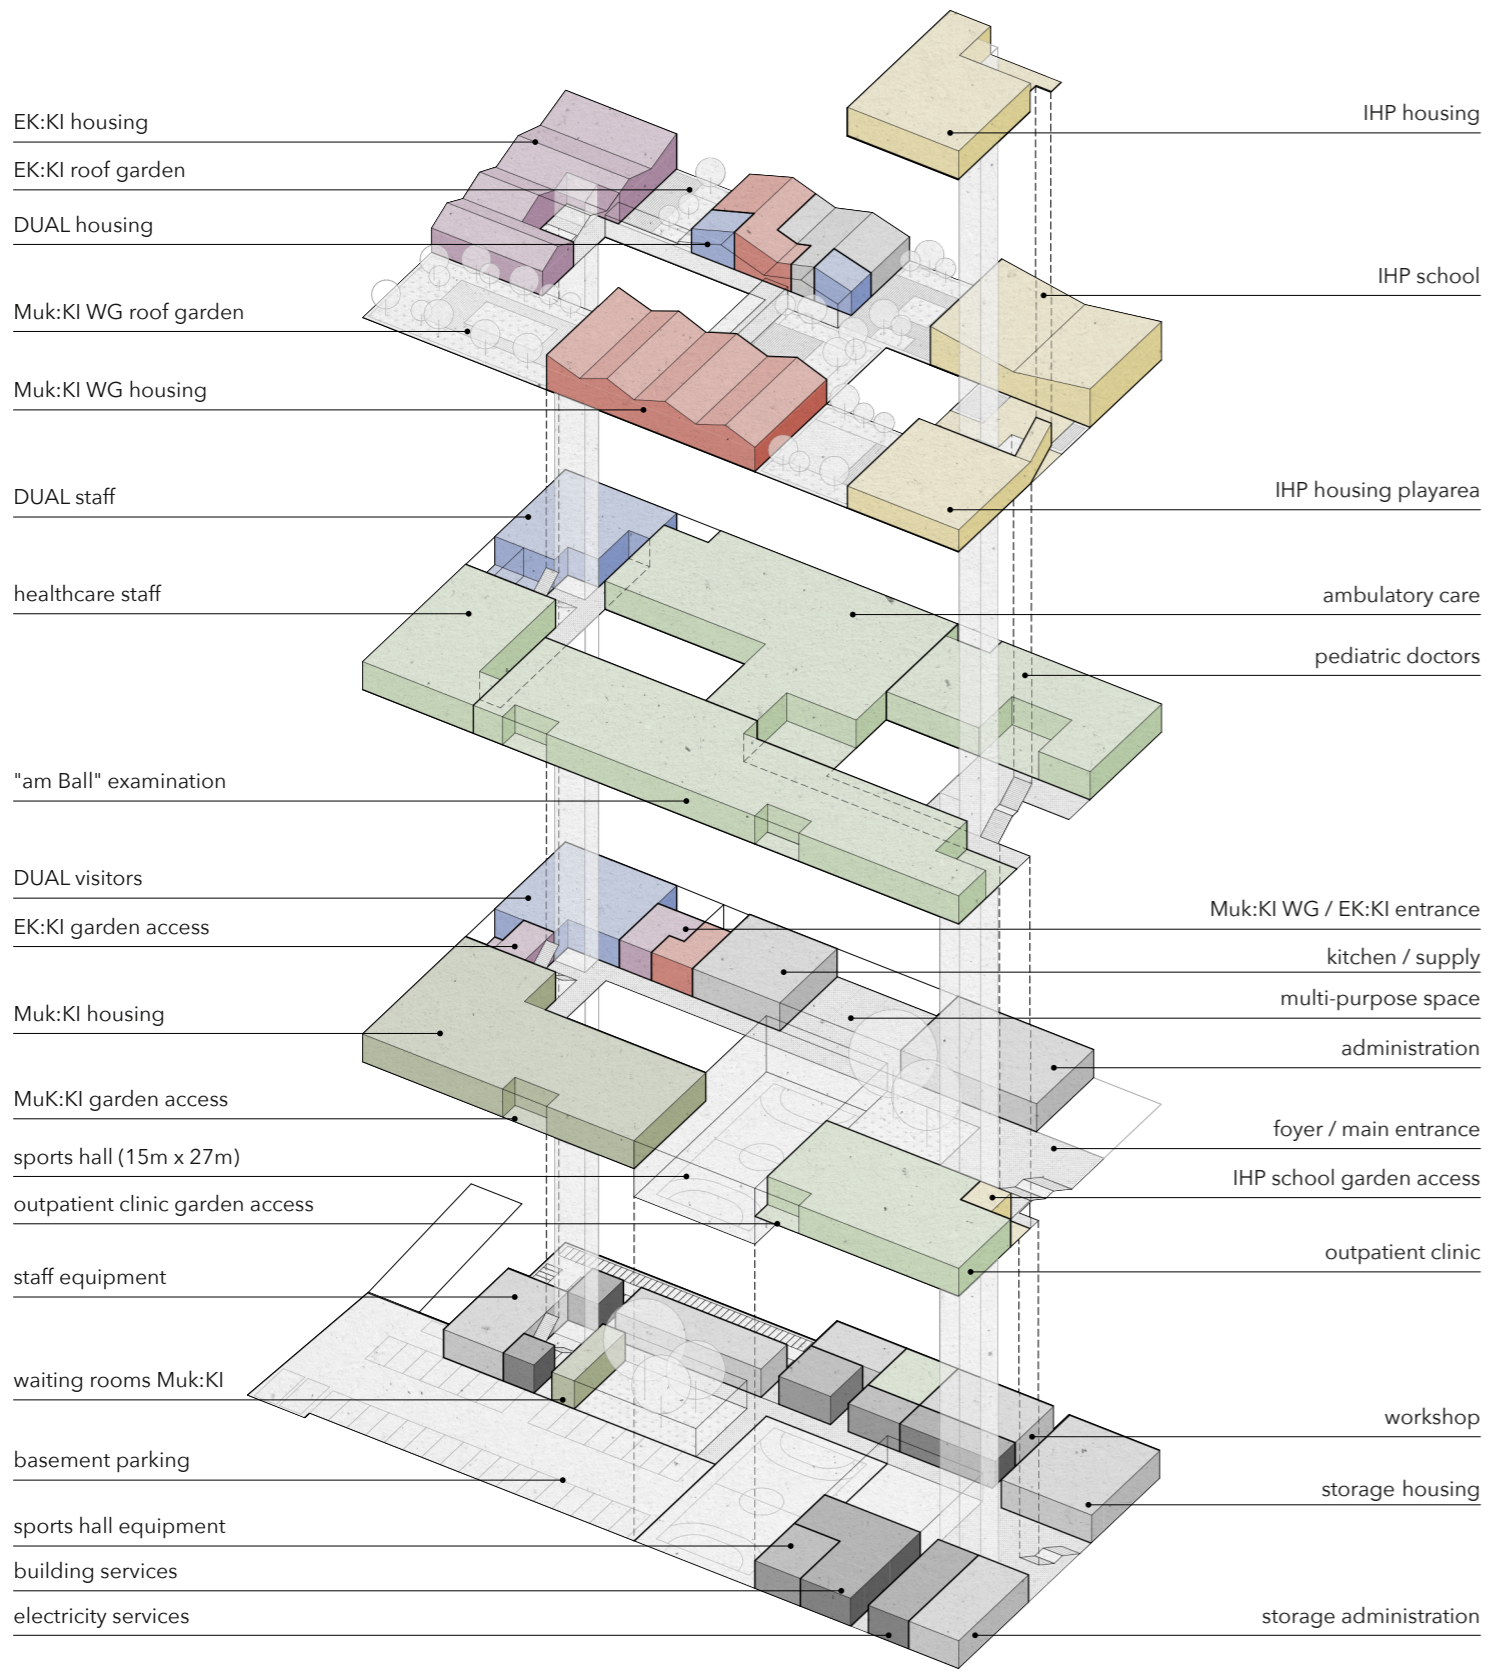 EK:KI housing
EK:KI roof garden
DUAL housing
Muk:KI WG roof garden
Muk:KI WG housing
DUAL staff
healthcare staff
"am Ball" examination
DUAL visitors
EK:KI garden access
Muk:KI housing
MuK:KI garden access
sports hall (15m x 27m)
outpatient clinic garden access
staff equipment
waiting rooms Muk:KI
basement parking
sports hall equipment
building services
electricity services
IHP housing
IHP school
IHP housing playarea
ambulatory care
pediatric doctors
Muk:KI WG / EK:KI entrance
kitchen / supply
multi-purpose space
administration
foyer / main entrance
IHP school garden access
outpatient clinic
workshop
storage housing
storage administration